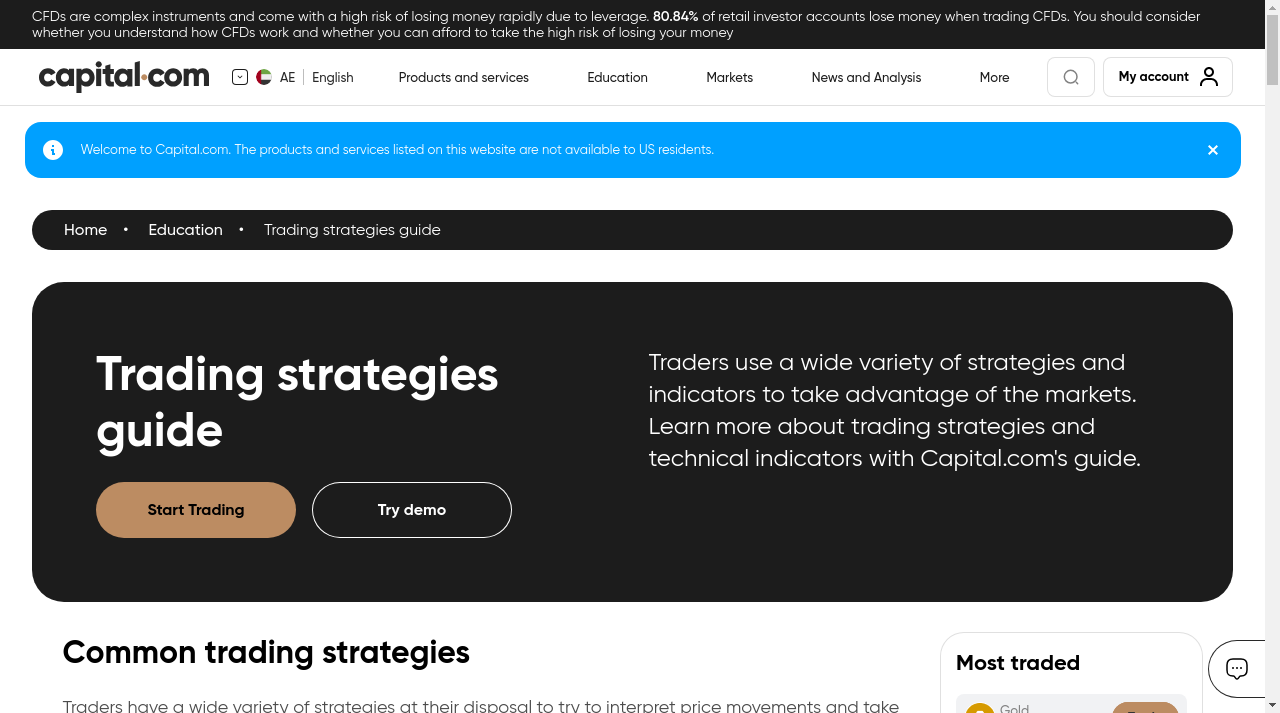 CFDs are complex instruments and come with a high risk of losing money rapidly due to leverage. 80.84% of retail investor accounts lose money when trading CFDs. You should consider
whether you understand how CFDs work and whether you can afford to take the high risk of losing your money
capital.com
AE
English
Products and services
Education
Markets
News and Analysis
More
My account
Welcome to Capital.com. The products and services listed on this website are not available to US residents.
Home • Education • Trading strategies guide
Trading strategies
guide
Start Trading
Try demo
Traders use a wide variety of strategies and
indicators to take advantage of the markets.
Learn more about trading strategies and
technical indicators with Capital.com's guide.
Common trading strategies
Traders have a wide variety of strategies at their disposal to try to interpret price movements and take
Most traded
Gold